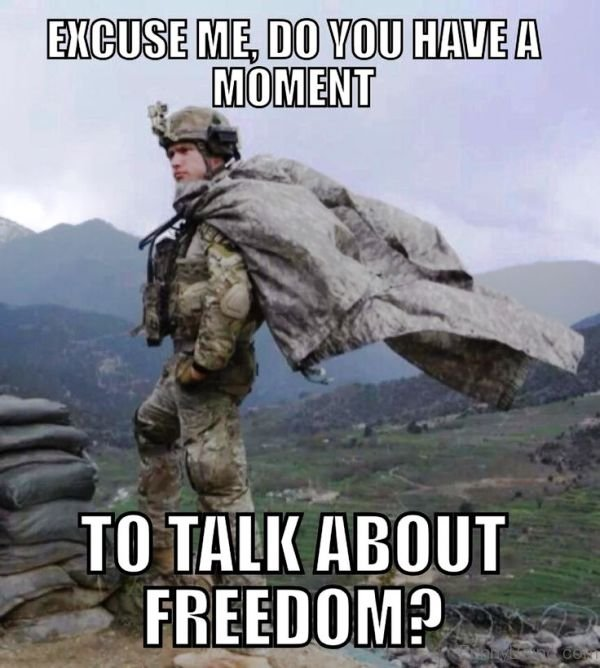 EXCUSE ME, DO YOU HAVE A
MOMENT
TO TALK ABOUT
FREEDOM?